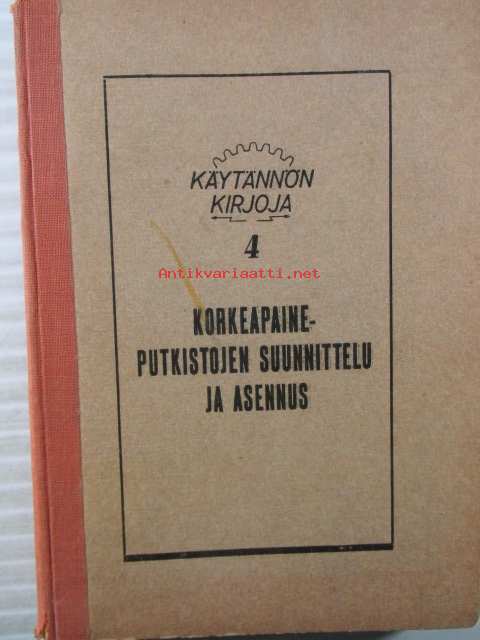 KÄYTÄNNÖN
KIRJOJA
4
Antikvariaatti.net
KORKEAPAINE-
PUTKISTOJEN SUUNNITTELU
JA ASENNUS